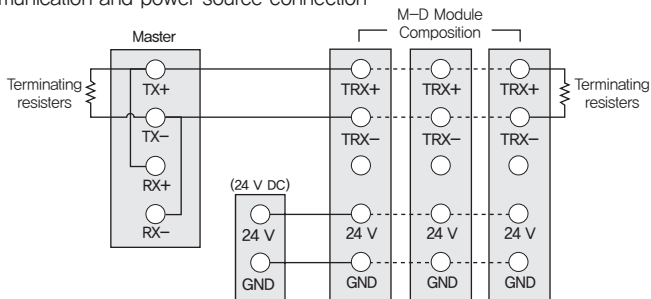 munication and power source connection
M-D Module
Composition
Master
Terminating
resisters
TX+
TX-
RX+
RX-
(24 V DC)
24 V
GND
TRX+
TRX-
24 V
GND
TRX+
TRX-
24 V
GND
TRX+
TRX-
24 V
GND
Terminating
resisters